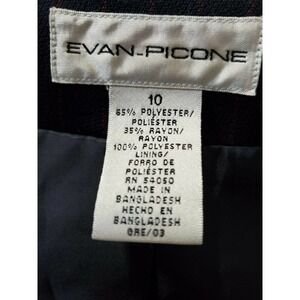 EVAN-PICONE
10
65% POLYESTER/
POLIÉSTER
35% RAYON/
RAYON
100% POLYESTER
LINING/
FORRO DE
POLIÉSTER
RN 54050
MADE IN
BANGLADESH
HECHO EN
BANGLADESH
GRE/03